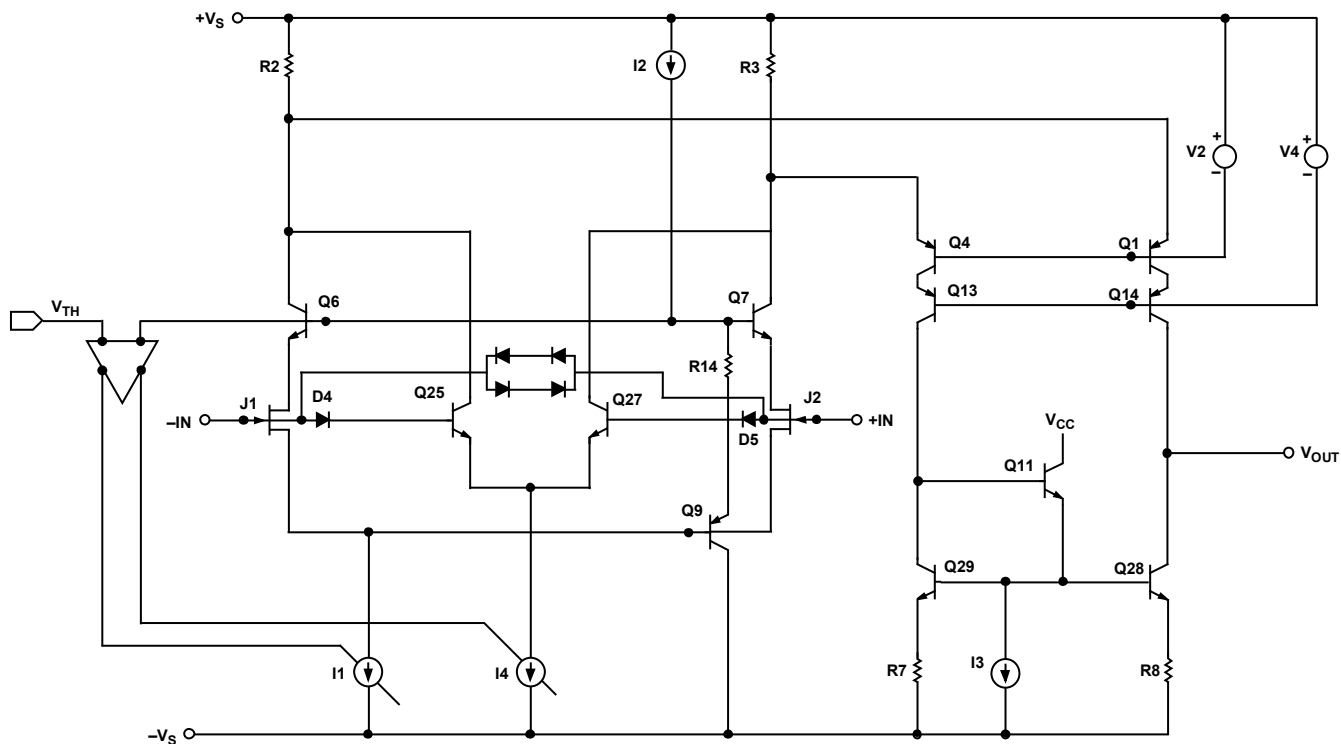 +VS
R2
I2
R3
V2
+
–
V4
+
–
Q4
Q1
Q13
Q14
Q6
Q7
VTH
R14
J1
D4
Q25
Q27
D5
J2
–IN
+IN
VCC
Q11
VOUT
Q9
Q29
Q28
I1
I4
R7
I3
R8
–VS